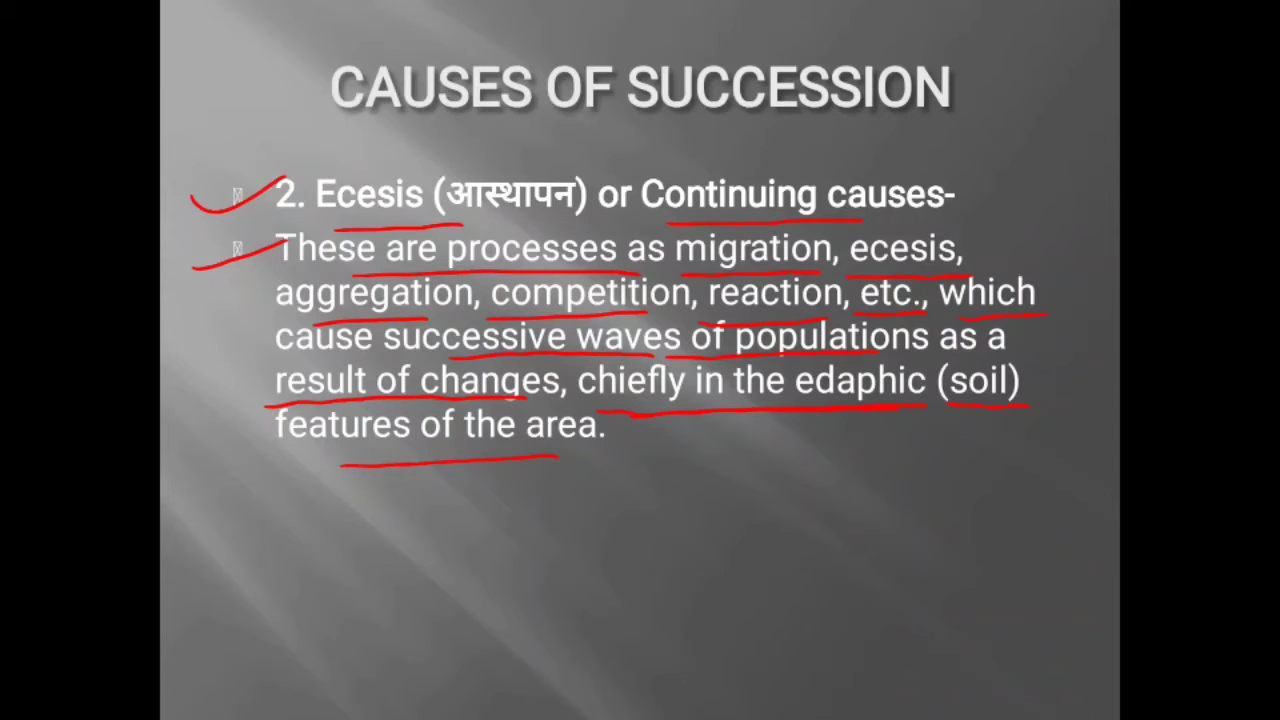 CAUSES OF SUCCESSION
2. Ecesis (आस्थापन) or Continuing causes-
These are processes as migration, ecesis,
aggregation, competition, reaction, etc., which
cause successive waves of populations as a
result of changes, chiefly in the edaphic (soil)
features of the area.